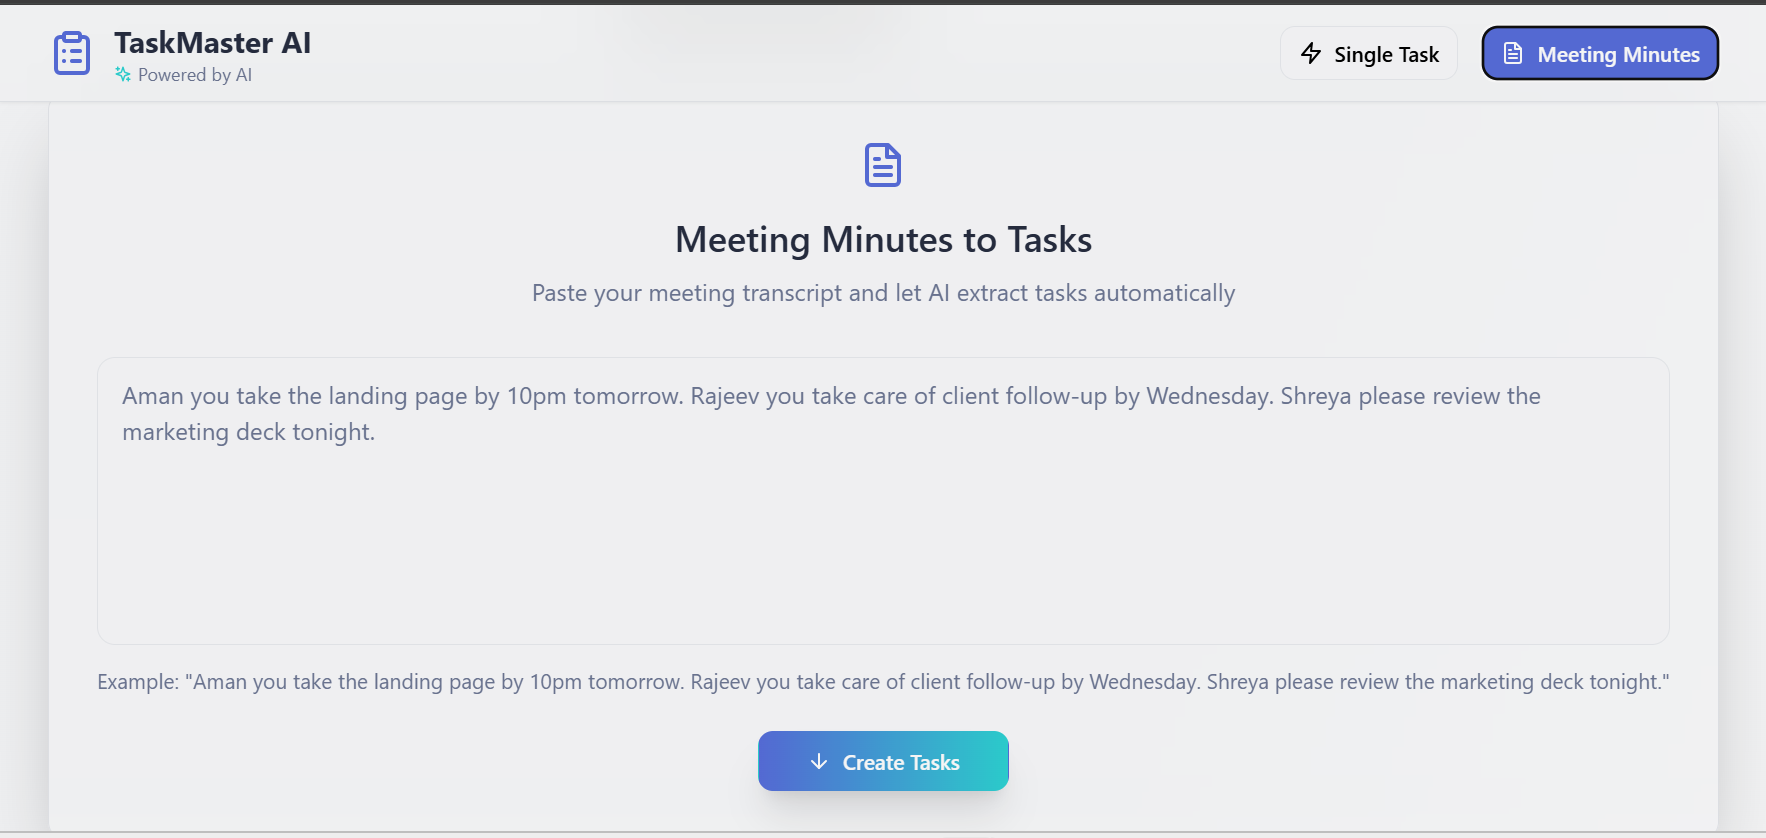 TaskMaster AI
Powered by AI
Single Task
Meeting Minutes
Meeting Minutes to Tasks
Paste your meeting transcript and let AI extract tasks automatically
Aman you take the landing page by 10pm tomorrow. Rajeev you take care of client follow-up by Wednesday. Shreya please review the
marketing deck tonight.
Example: "Aman you take the landing page by 10pm tomorrow. Rajeev you take care of client follow-up by Wednesday. Shreya please review the marketing deck tonight."
Create Tasks